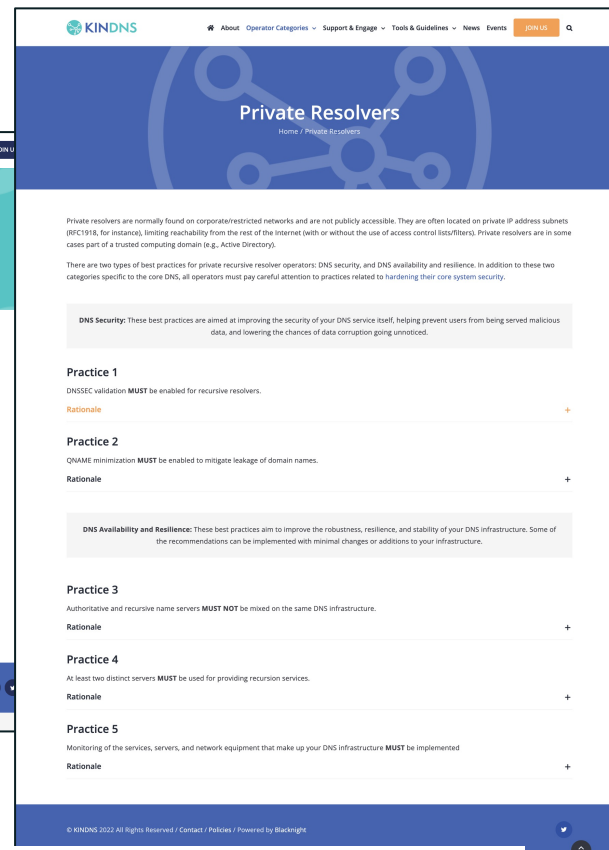 KINDNS
About Operator Categories Support & Engage Tools & Guidelines News Events JOIN US
Private Resolvers
Home / Private Resolvers
Private resolvers are normally found on corporate/restricted networks and are not publicly accessible. They are often located on private IP address subnets
(RFC1918, for instance), limiting reachability from the rest of the Internet (with or without the use of access control lists/filters). Private resolvers are in some
cases part of a trusted computing domain (e.g., Active Directory).
There are two types of best practices for private recursive resolver operators: DNS security, and DNS availability and resilience. In addition to these two
categories specific to the core DNS, all operators must pay careful attention to practices related to hardening their core system security.
DNS Security: These best practices are aimed at improving the security of your DNS service itself, helping prevent users from being served malicious
data, and lowering the chances of data corruption going unnoticed.
Practice 1
DNSSEC validation MUST be enabled for recursive resolvers.
Rationale +
Practice 2
QNAME minimization MUST be enabled to mitigate leakage of domain names.
Rationale +
DNS Availability and Resilience: These best practices aim to improve the robustness, resilience, and stability of your DNS infrastructure. Some of
the recommendations can be implemented with minimal changes or additions to your infrastructure.
Practice 3
Authoritative and recursive name servers MUST NOT be mixed on the same DNS infrastructure.
Rationale +
Practice 4
At least two distinct servers MUST be used for providing recursion services.
Rationale +
Practice 5
Monitoring of the services, servers, and network equipment that make up your DNS infrastructure MUST be implemented
Rationale +
© KINDNS 2022 All Rights Reserved / Contact / Policies / Powered by Blacknight